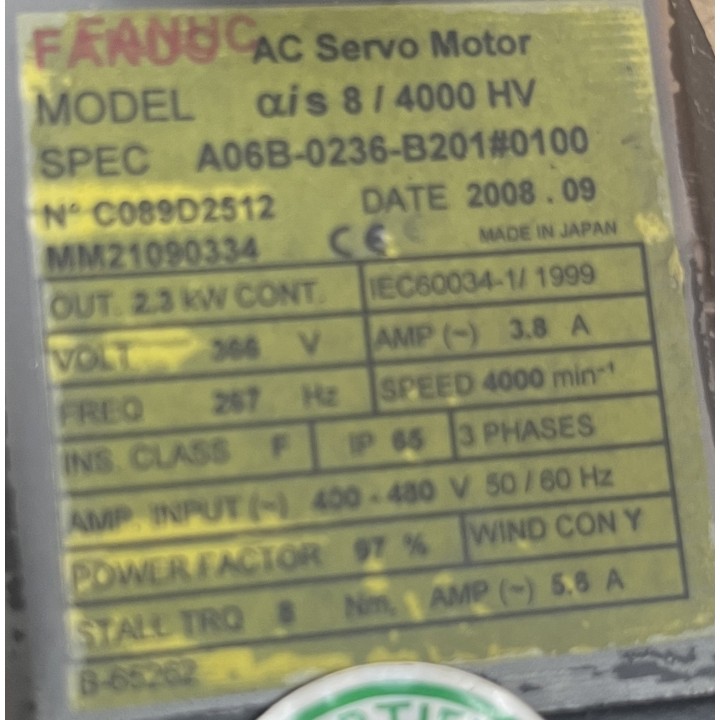 FANUC AC Servo Motor
MODEL αis 8 / 4000 HV
SPEC A06B-0236-B201#0100
Nº C089D2512 DATE 2008.09
MM21090334 CE MADE IN JAPAN
OUT. 2.3 kW CONT. IEC60034-1/ 1999
VOLT 366 V AMP (~) 3.8 A
FREQ 267 Hz SPEED 4000 min⁻¹
INS. CLASS F IP 65 3 PHASES
AMP. INPUT (~) 400 - 480 V 50 / 60 Hz
POWER FACTOR 97 % WIND CON Y
STALL TRQ 8 Nm, AMP (~) 5.6 A
B-65262